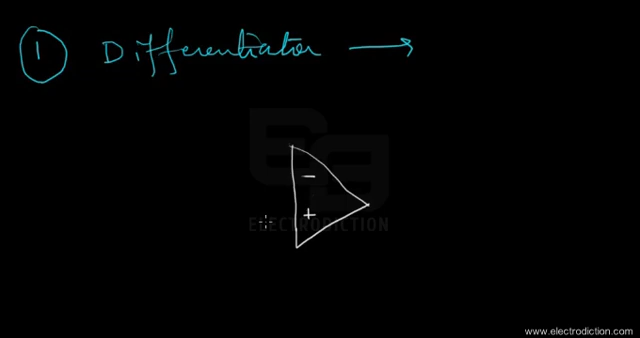 1 Differentiator →
−
+
ELECTRODICTION
www.electrodiction.com